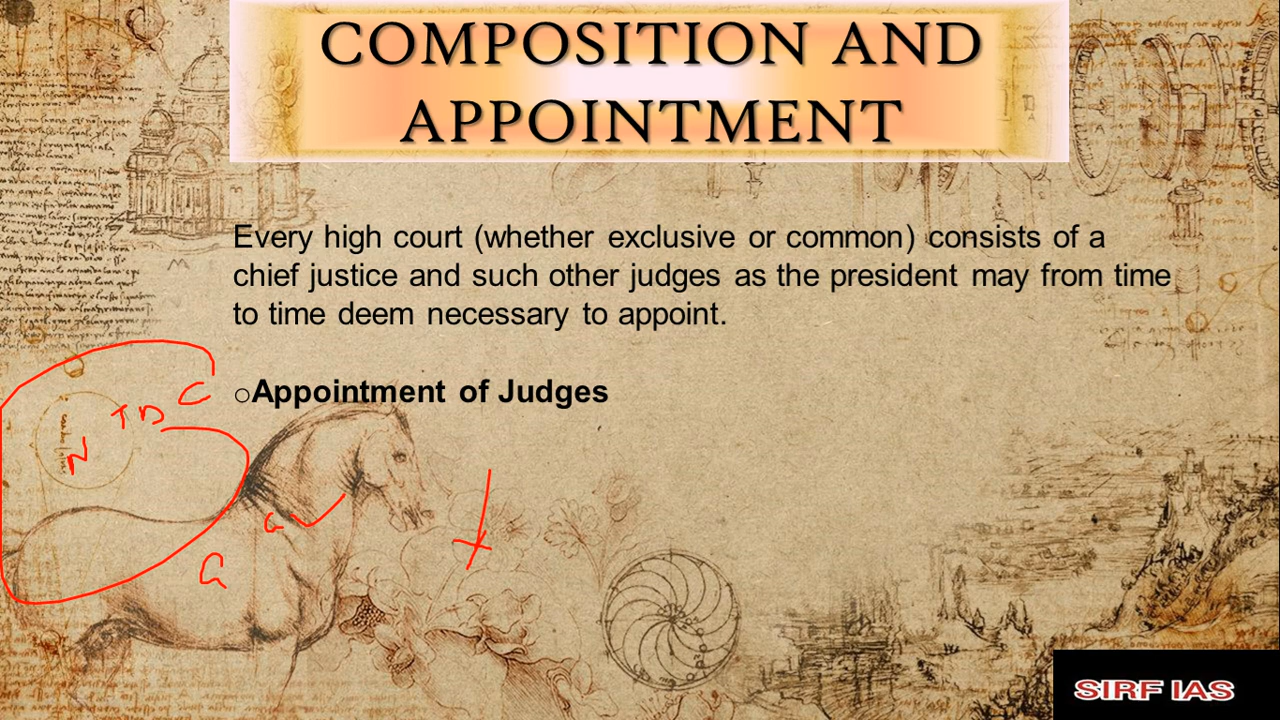 COMPOSITION AND
APPOINTMENT
Every high court (whether exclusive or common) consists of a
chief justice and such other judges as the president may from time
to time deem necessary to appoint.
○Appointment of Judges
SIRF IAS